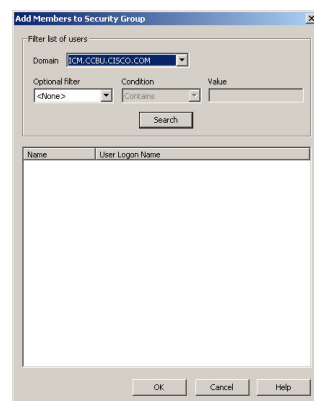 Add Members to Security Group
Filter list of users
Domain ICM.CCBU.CISCO.COM
Optional filter Condition Value
<None> Contains
Search
Name User Logon Name
OK Cancel Help